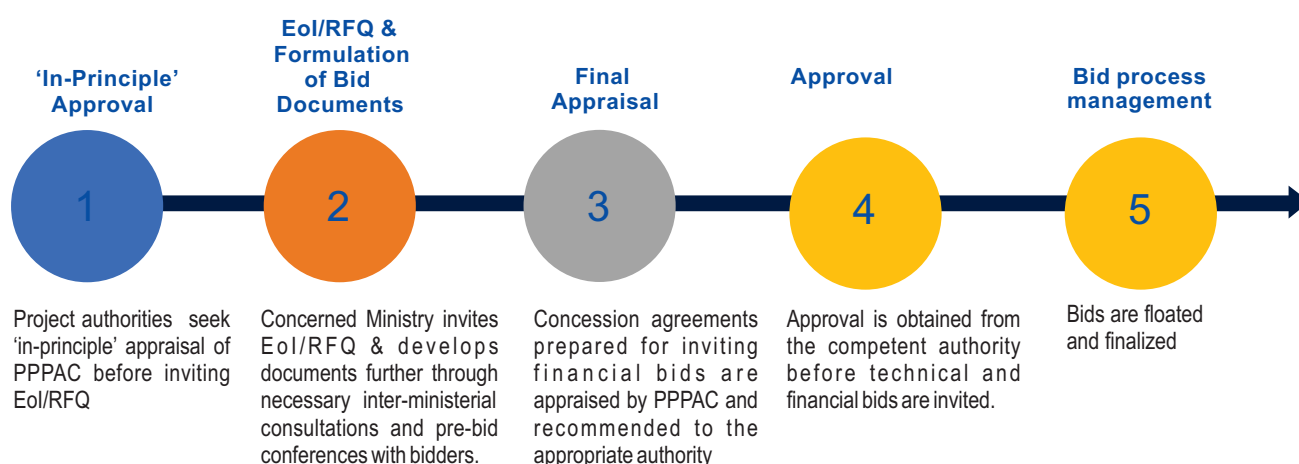 ‘In-Principle’
Approval
EoI/RFQ &
Formulation
of Bid
Documents
Final
Appraisal
Approval
Bid process
management
1
2
3
4
5
Project authorities seek
‘in-principle’ appraisal of
PPPAC before inviting
EoI/RFQ
Concerned Ministry invites
EoI/RFQ & develops
documents further through
necessary inter-ministerial
consultations and pre-bid
conferences with bidders.
Concession agreements
prepared for inviting
financial bids are
appraised by PPPAC and
recommended to the
appropriate authority
Approval is obtained from
the competent authority
before technical and
financial bids are invited.
Bids are floated
and finalized